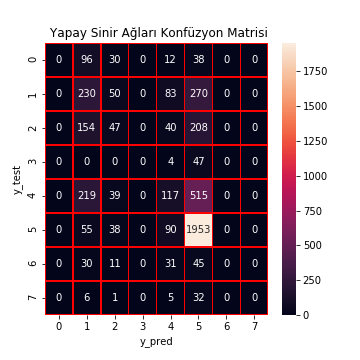 Yapay Sinir Ağları Konfüzyon Matrisi
0 0 96 30 0 12 38 0 0
1 0 230 50 0 83 270 0 0
2 0 154 47 0 40 208 0 0
3 0 0 0 0 4 47 0 0
4 0 219 39 0 117 515 0 0
5 0 55 38 0 90 1953 0 0
6 0 30 11 0 31 45 0 0
7 0 6 1 0 5 32 0 0
0 1 2 3 4 5 6 7
y_pred
y_test
1750
1500
1250
1000
750
500
250
0